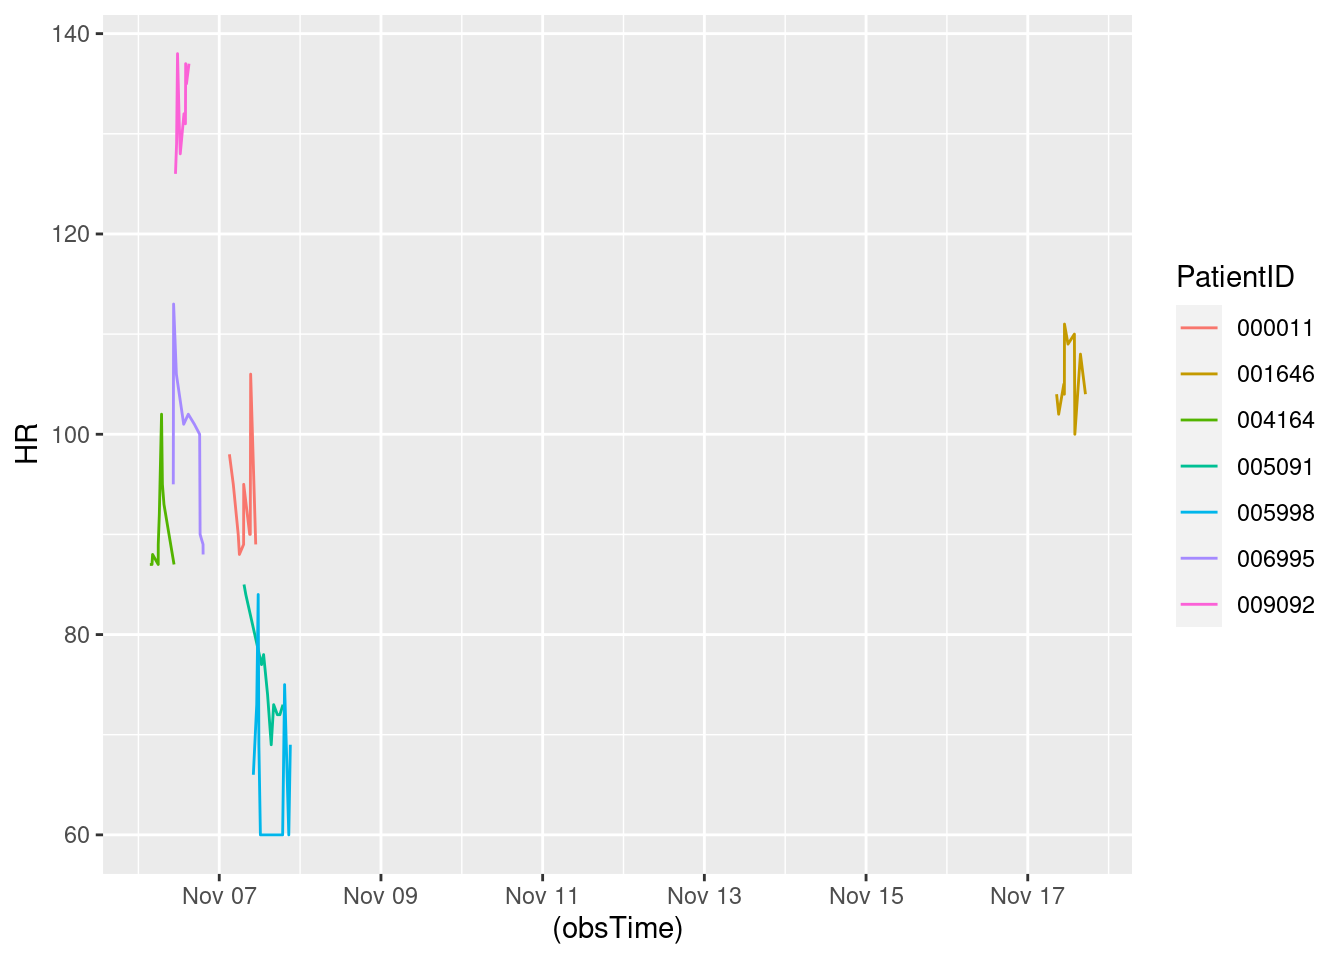 140
120
100
80
60
HR
Nov 07
Nov 09
Nov 11
Nov 13
Nov 15
Nov 17
(obsTime)
PatientID
000011
001646
004164
005091
005998
006995
009092